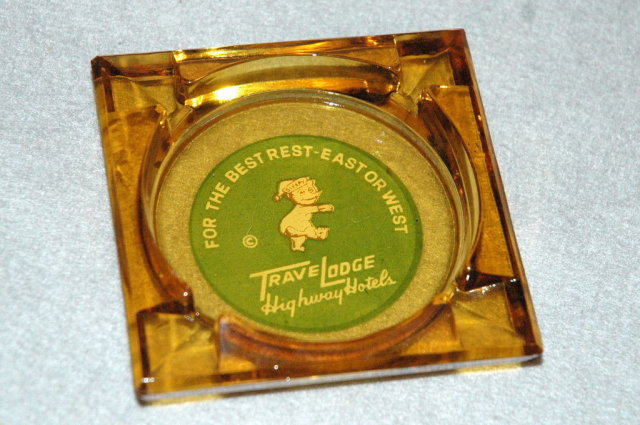 FOR THE BEST REST-EAST OR WEST
©
TRAVELODGE
Highway Hotels